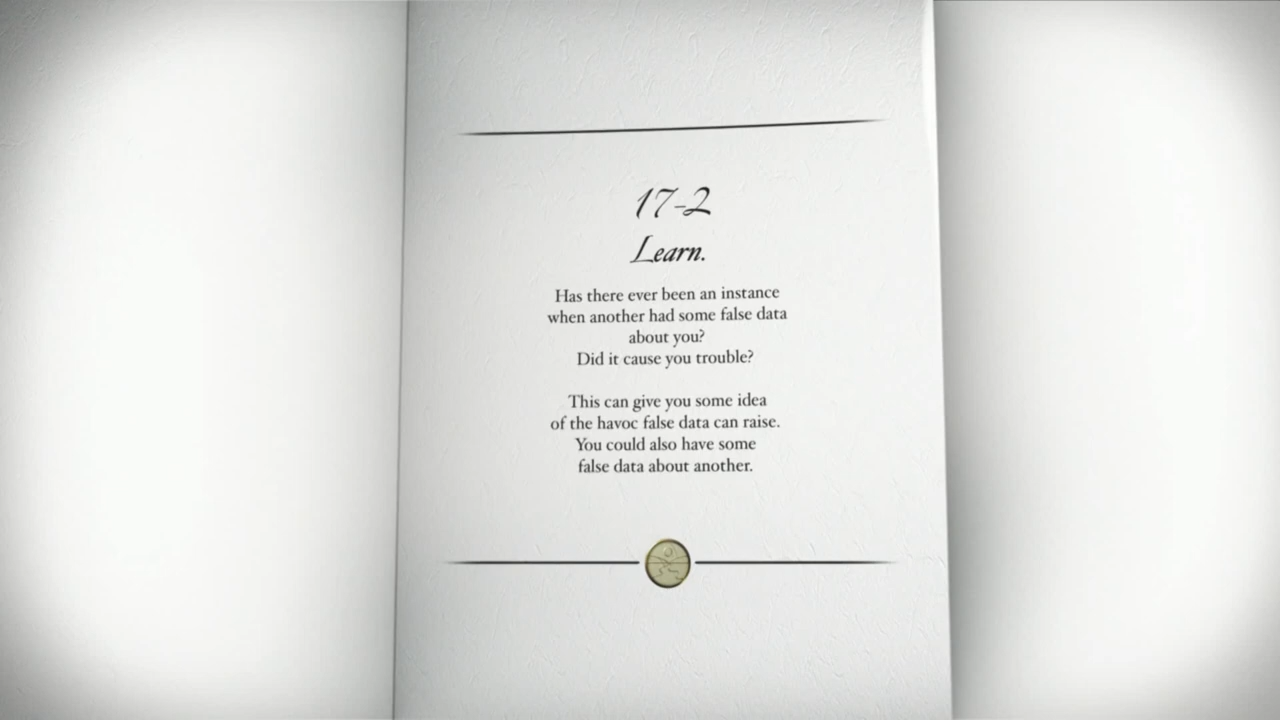 17-2
Learn.
Has there ever been an instance
when another had some false data
about you?
Did it cause you trouble?
This can give you some idea
of the havoc false data can raise.
You could also have some
false data about another.